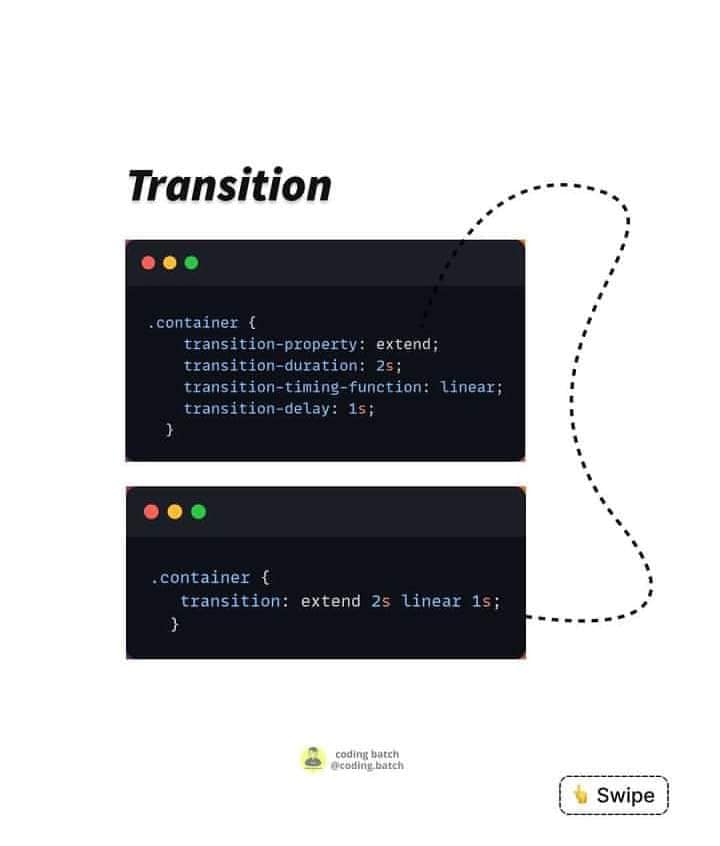 Transition
.container {
    transition-property: extend;
    transition-duration: 2s;
    transition-timing-function: linear;
    transition-delay: 1s;
  }
.container {
   transition: extend 2s linear 1s;
  }
coding batch
@coding.batch
Swipe